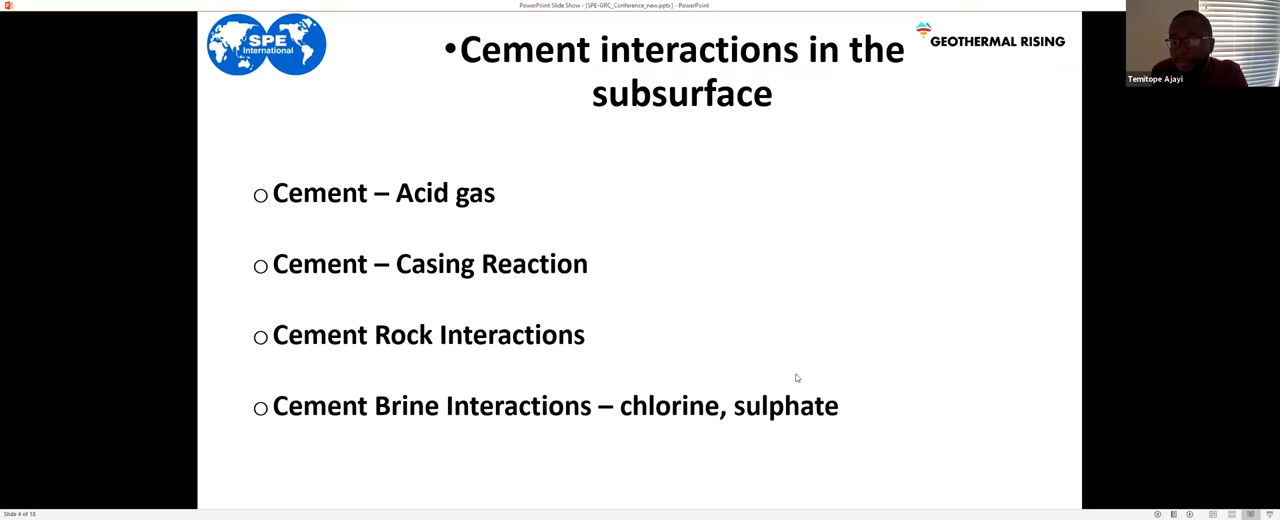 PowerPoint Slide Show - [SPE-GRC_Conference_new.pptx] - PowerPoint
SPE
International
•Cement interactions in the
subsurface
GEOTHERMAL RISING
Temitope Ajayi
○ Cement – Acid gas
○ Cement – Casing Reaction
○ Cement Rock Interactions
○ Cement Brine Interactions – chlorine, sulphate
Slide 4 of 18